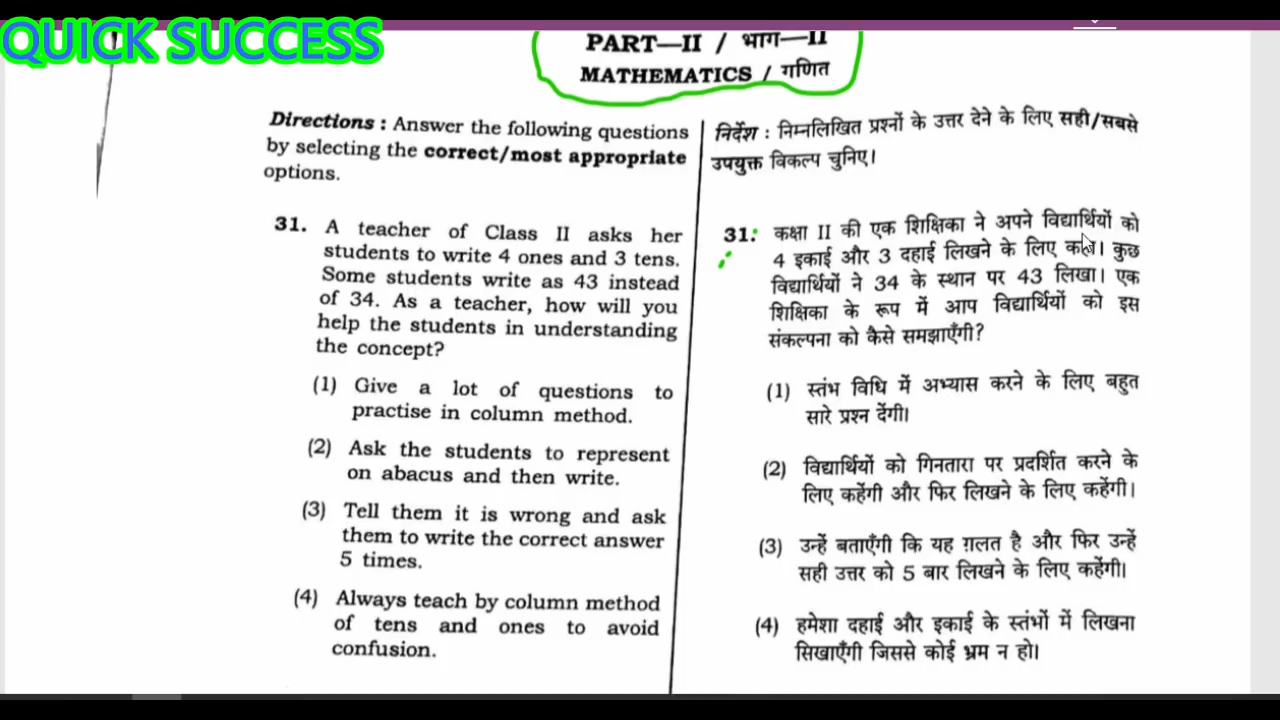 QUICK SUCCESS
PART—II / भाग—II
MATHEMATICS / गणित
Directions : Answer the following questions
by selecting the correct/most appropriate
options.
31. A teacher of Class II asks her
students to write 4 ones and 3 tens.
Some students write as 43 instead
of 34. As a teacher, how will you
help the students in understanding
the concept?
(1) Give a lot of questions to
practise in column method.
(2) Ask the students to represent
on abacus and then write.
(3) Tell them it is wrong and ask
them to write the correct answer
5 times.
(4) Always teach by column method
of tens and ones to avoid
confusion.
निर्देश : निम्नलिखित प्रश्नों के उत्तर देने के लिए सही/सबसे
उपयुक्त विकल्प चुनिए।
31. कक्षा II की एक शिक्षिका ने अपने विद्यार्थियों को
4 इकाई और 3 दहाई लिखने के लिए कहा। कुछ
विद्यार्थियों ने 34 के स्थान पर 43 लिखा। एक
शिक्षिका के रूप में आप विद्यार्थियों को इस
संकल्पना को कैसे समझाएँगी?
(1) स्तंभ विधि में अभ्यास करने के लिए बहुत
सारे प्रश्न देंगी।
(2) विद्यार्थियों को गिनतारा पर प्रदर्शित करने के
लिए कहेंगी और फिर लिखने के लिए कहेंगी।
(3) उन्हें बताएँगी कि यह ग़लत है और फिर उन्हें
सही उत्तर को 5 बार लिखने के लिए कहेंगी।
(4) हमेशा दहाई और इकाई के स्तंभों में लिखना
सिखाएँगी जिससे कोई भ्रम न हो।